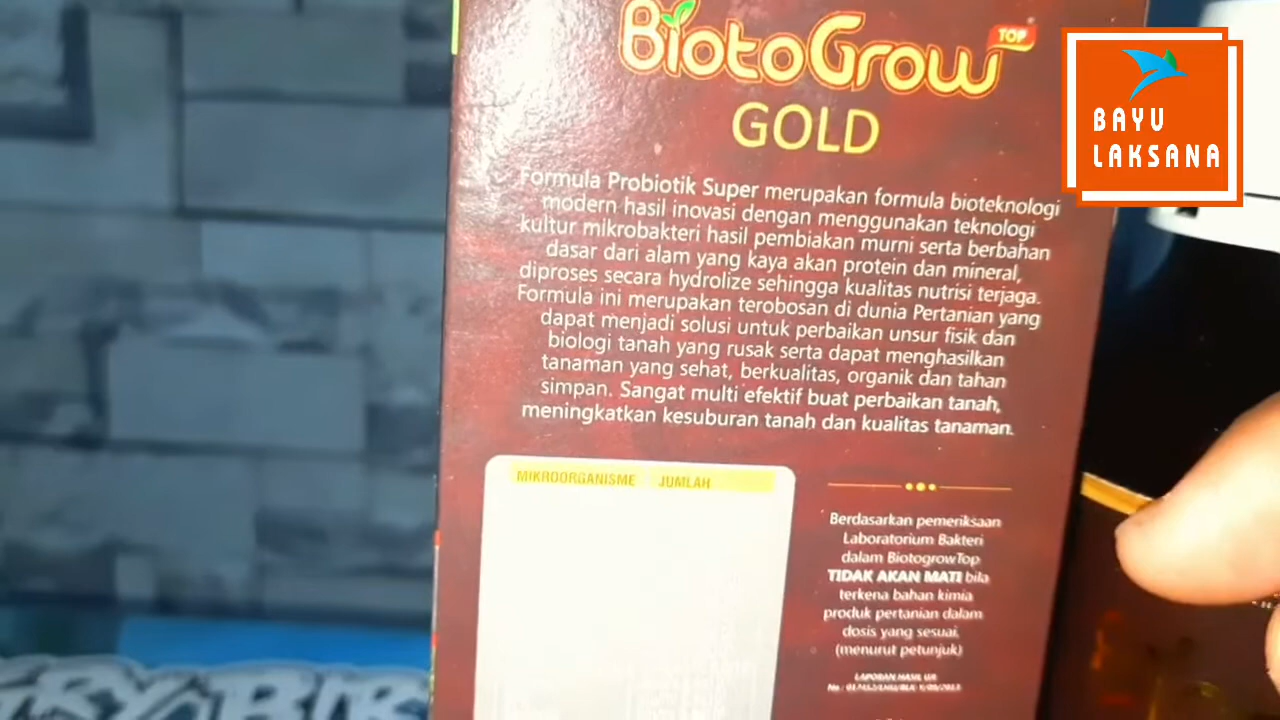 BiotoGrow TOP
GOLD
BAYU
LAKSANA
Formula Probiotik Super merupakan formula bioteknologi
modern hasil inovasi dengan menggunakan teknologi
kultur mikrobakteri hasil pembiakan murni serta berbahan
dasar dari alam yang kaya akan protein dan mineral,
diproses secara hydrolize sehingga kualitas nutrisi terjaga.
Formula ini merupakan terobosan di dunia Pertanian yang
dapat menjadi solusi untuk perbaikan unsur fisik dan
biologi tanah yang rusak serta dapat menghasilkan
tanaman yang sehat, berkualitas, organik dan tahan
simpan. Sangat multi efektif buat perbaikan tanah,
meningkatkan kesuburan tanah dan kualitas tanaman.
MIKROORGANISME JUMLAH
Berdasarkan pemeriksaan
Laboratorium Bakteri
dalam BiotogrowTop
TIDAK AKAN MATI bila
terkena bahan kimia
produk pertanian dalam
dosis yang sesuai.
(menurut petunjuk)
LAPORAN HASIL UJI